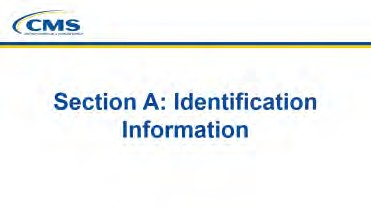 CMS
Section A: Identification
Information